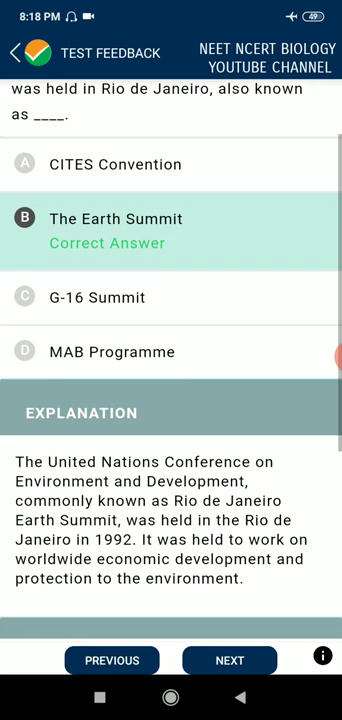 8:18 PM
49
TEST FEEDBACK
NEET NCERT BIOLOGY
YOUTUBE CHANNEL
was held in Rio de Janeiro, also known
as ____.
A CITES Convention
B The Earth Summit
Correct Answer
C G-16 Summit
D MAB Programme
EXPLANATION
The United Nations Conference on
Environment and Development,
commonly known as Rio de Janeiro
Earth Summit, was held in the Rio de
Janeiro in 1992. It was held to work on
worldwide economic development and
protection to the environment.
PREVIOUS
NEXT
i